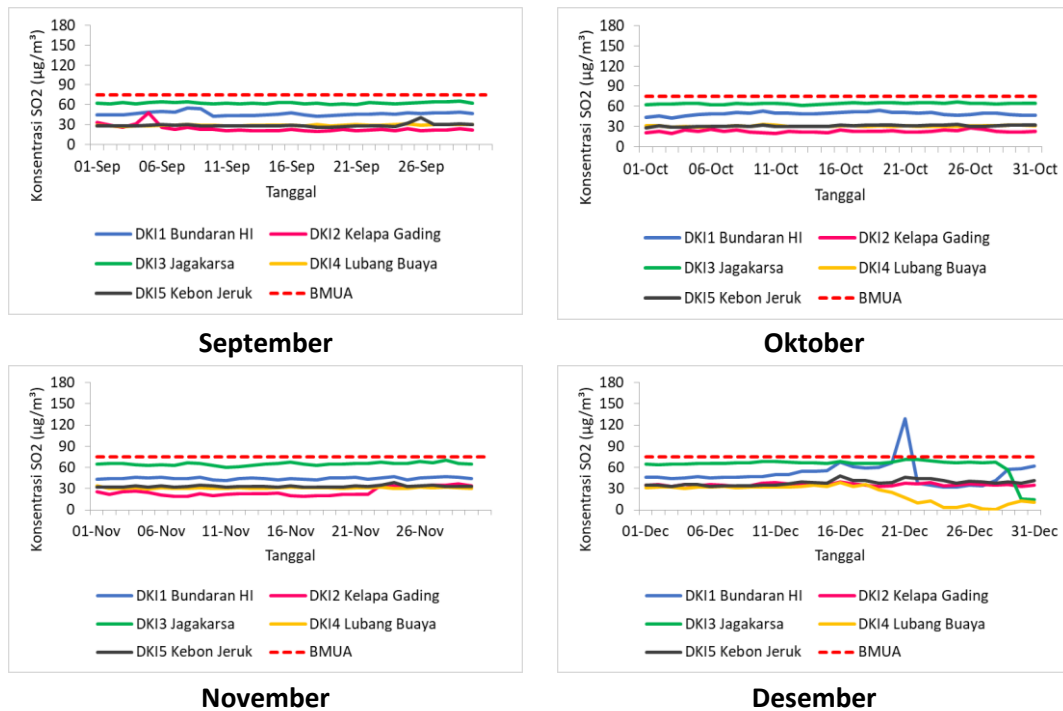 Konsentrasi SO2 (µg/m³)
180
150
120
90
60
30
0
01-Sep 06-Sep 11-Sep 16-Sep 21-Sep 26-Sep
Tanggal
DKI1 Bundaran HI DKI2 Kelapa Gading
DKI3 Jagakarsa DKI4 Lubang Buaya
DKI5 Kebon Jeruk BMUA
September
Konsentrasi SO2 (µg/m³)
180
150
120
90
60
30
0
01-Oct 06-Oct 11-Oct 16-Oct 21-Oct 26-Oct 31-Oct
Tanggal
DKI1 Bundaran HI DKI2 Kelapa Gading
DKI3 Jagakarsa DKI4 Lubang Buaya
DKI5 Kebon Jeruk BMUA
Oktober
Konsentrasi SO2 (µg/m³)
180
150
120
90
60
30
0
01-Nov 06-Nov 11-Nov 16-Nov 21-Nov 26-Nov
Tanggal
DKI1 Bundaran HI DKI2 Kelapa Gading
DKI3 Jagakarsa DKI4 Lubang Buaya
DKI5 Kebon Jeruk BMUA
November
Konsentrasi SO2 (µg/m³)
180
150
120
90
60
30
0
01-Dec 06-Dec 11-Dec 16-Dec 21-Dec 26-Dec 31-Dec
Tanggal
DKI1 Bundaran HI DKI2 Kelapa Gading
DKI3 Jagakarsa DKI4 Lubang Buaya
DKI5 Kebon Jeruk BMUA
Desember